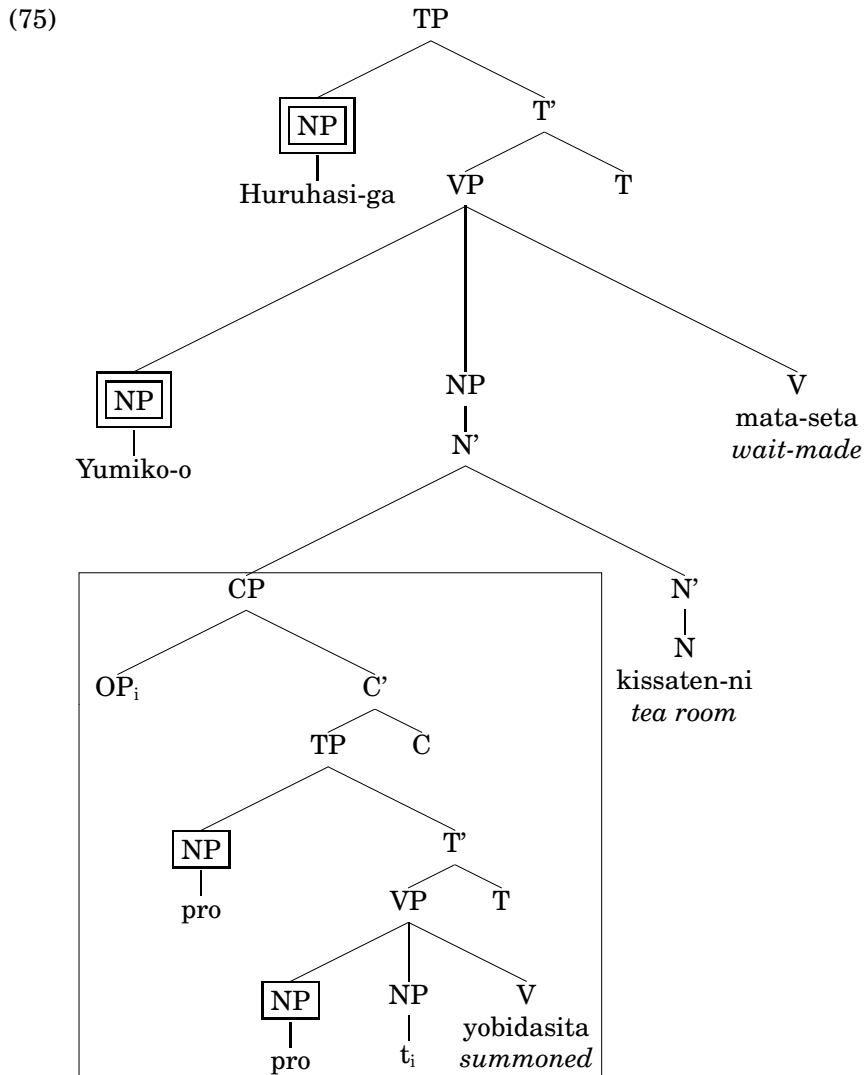 (75) TP
NP T’
Huruhasi-ga VP T
NP NP V
mata-seta
Yumiko-o N’ wait-made
CP N’
N
OPi C’ kissaten-ni
tea room
TP C
NP T’
pro VP T
NP NP V
yobidasita
pro ti summoned